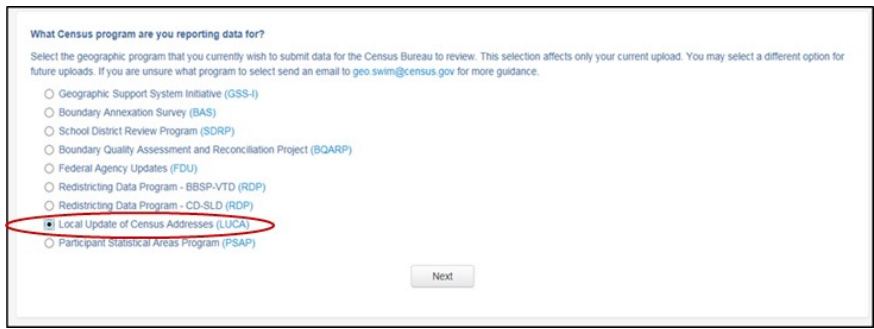 What Census program are you reporting data for?
Select the geographic program that you currently wish to submit data for the Census Bureau to review. This selection affects only your current upload. You may select a different option for
future uploads. If you are unsure what program to select send an email to geo.swim@census.gov for more guidance.
Geographic Support System Initiative (GSS-I)
Boundary Annexation Survey (BAS)
School District Review Program (SDRP)
Boundary Quality Assessment and Reconciliation Project (BQARP)
Federal Agency Updates (FDU)
Redistricting Data Program - BBSP-VTD (RDP)
Redistricting Data Program - CD-SLD (RDP)
Local Update of Census Addresses (LUCA)
Participant Statistical Areas Program (PSAP)
Next